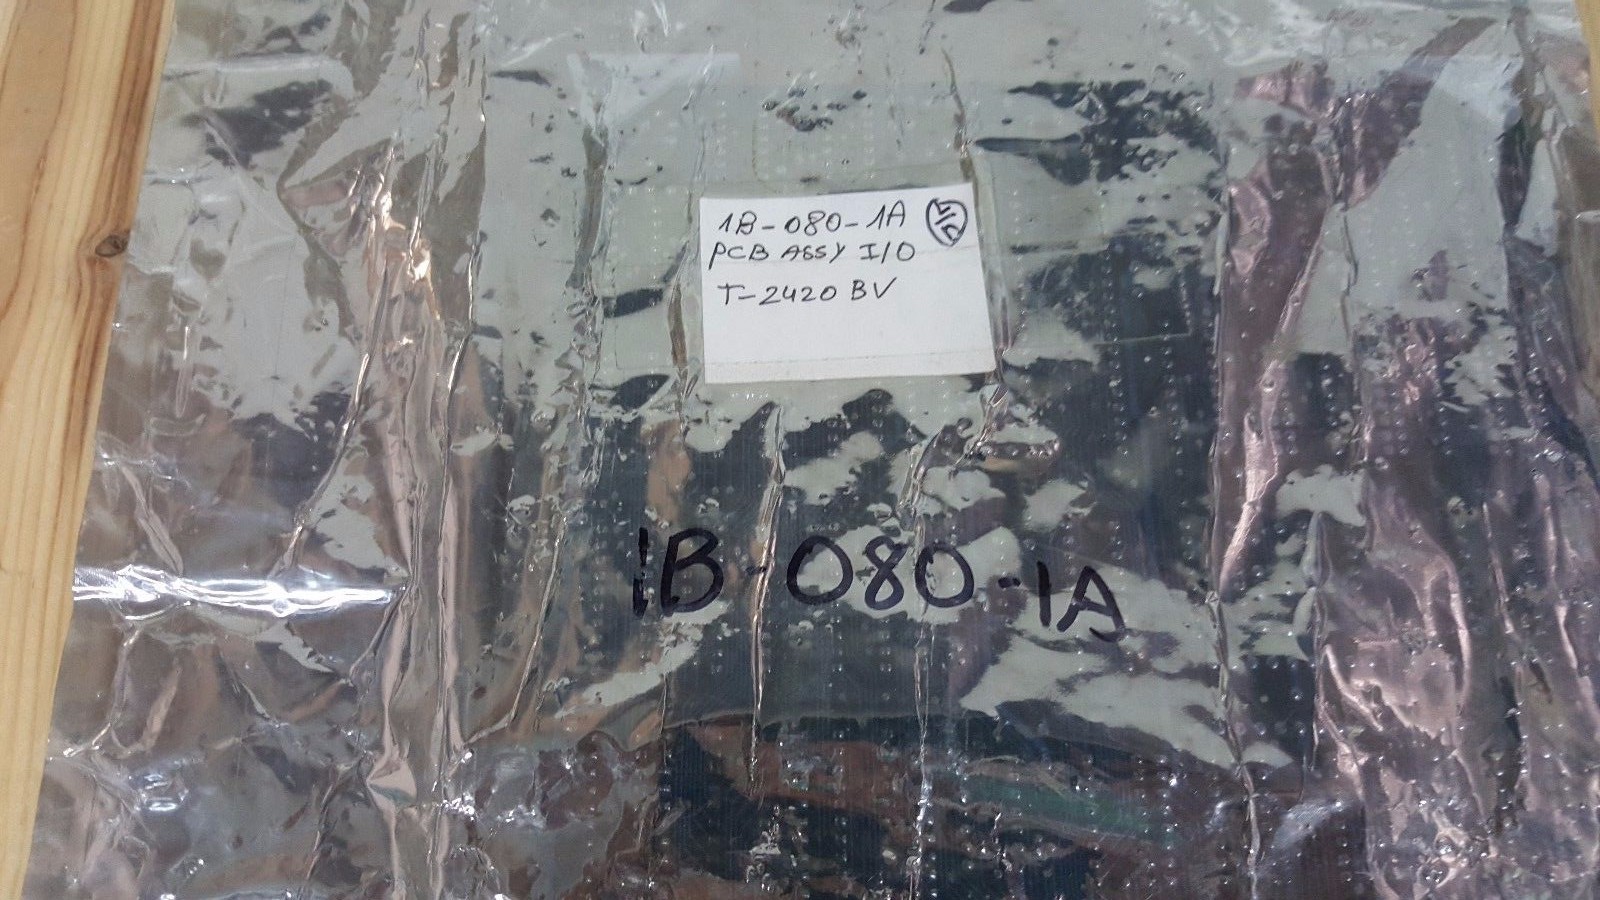 1B-080-1A
PCB ASSY I/O
T-2420 BV
1B-080-1A